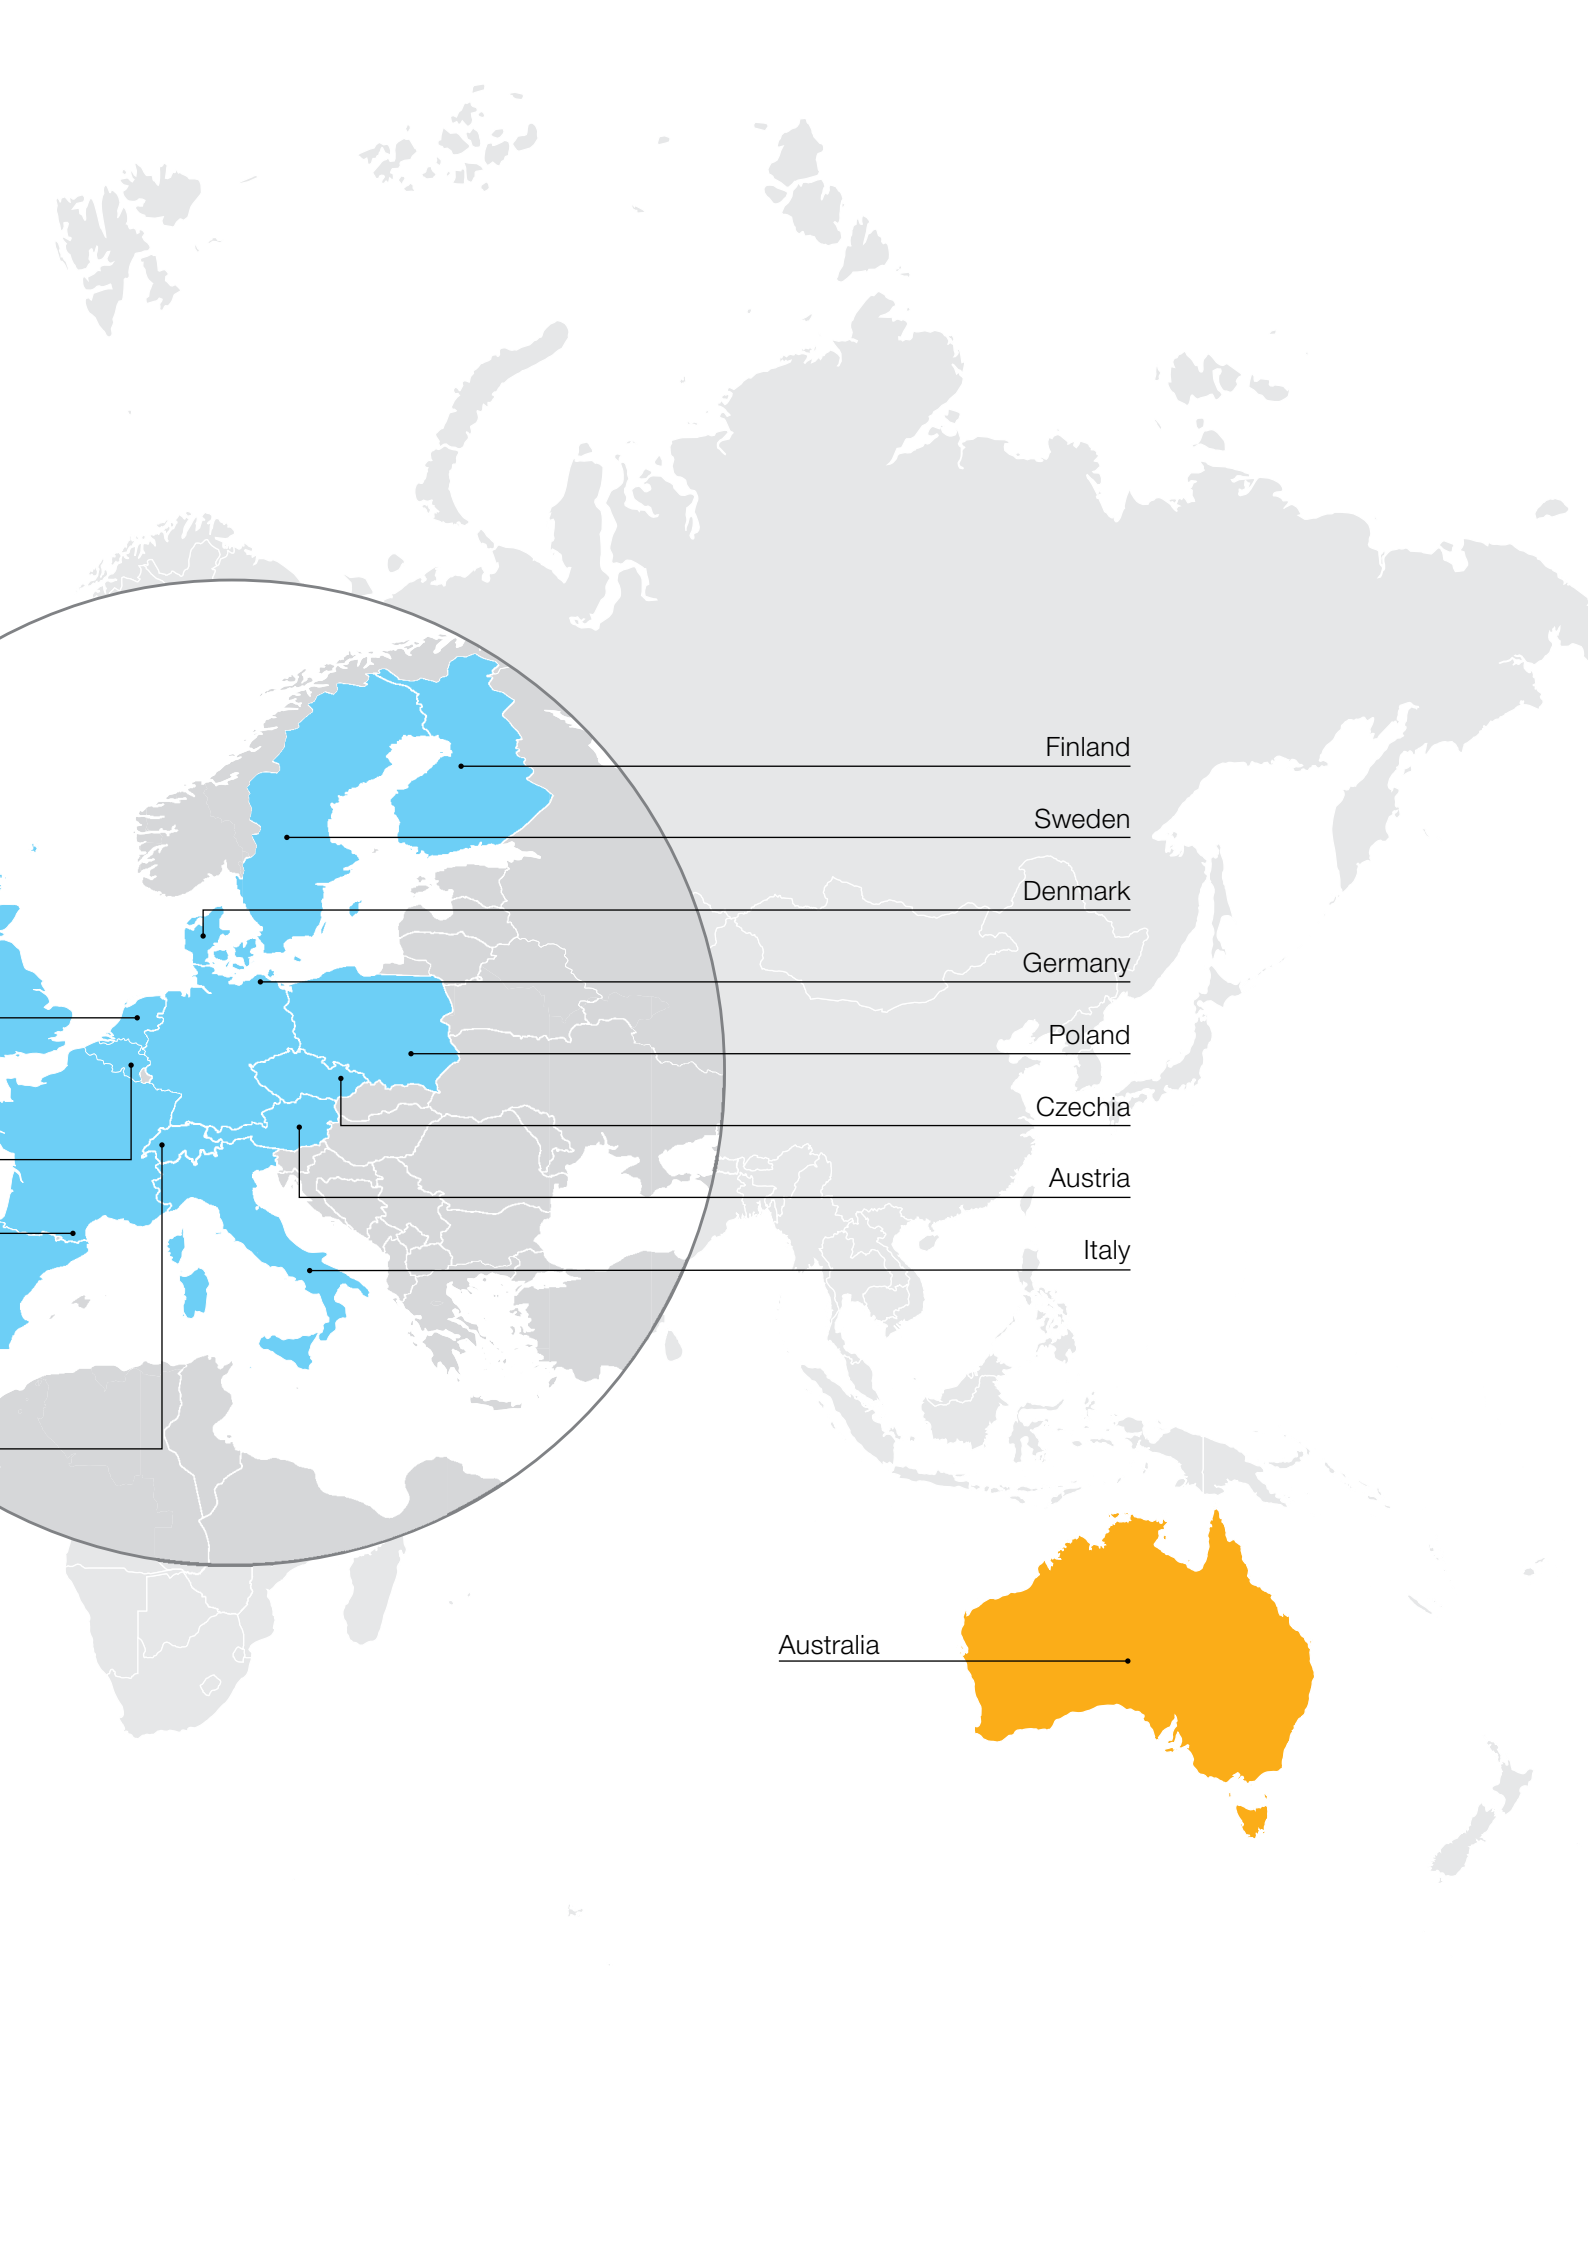 Finland
Sweden
Denmark
Germany
Poland
Czechia
Austria
Italy
Australia